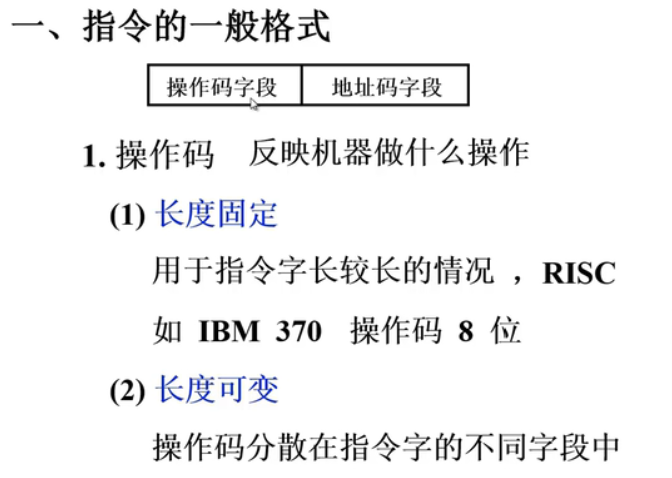 一、指令的一般格式
操作码字段 地址码字段
1. 操作码 反映机器做什么操作
(1) 长度固定
用于指令字长较长的情况 ，RISC
如 IBM 370 操作码 8 位
(2) 长度可变
操作码分散在指令字的不同字段中